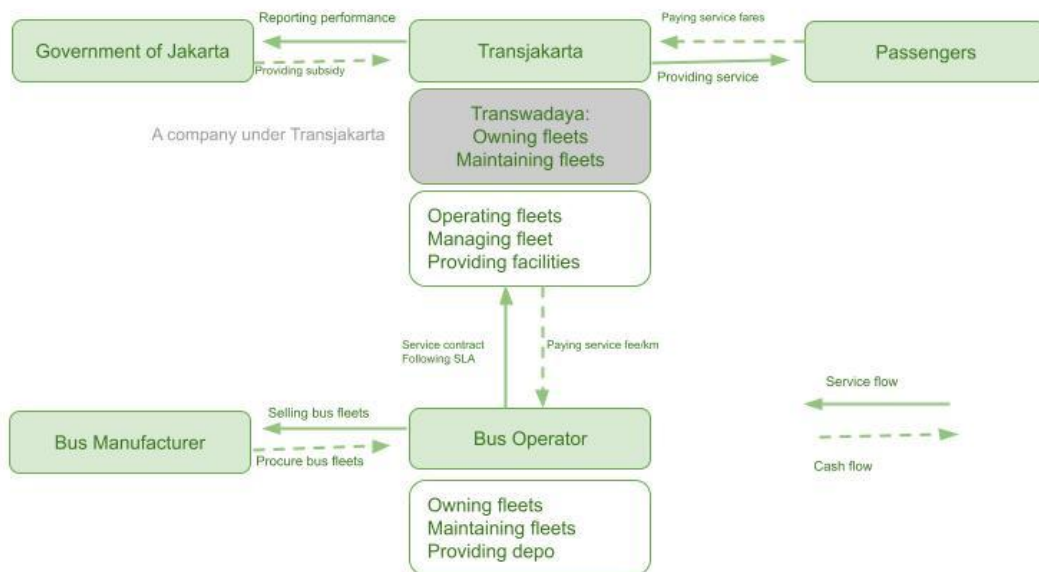 Reporting performance
Paying service fares
Government of Jakarta
Transjakarta
Passengers
Providing subsidy
Providing service
A company under Transjakarta
Transwadaya:
Owning fleets
Maintaining fleets
Operating fleets
Managing fleet
Providing facilities
Service contract
Following SLA
Paying service fee/km
Service flow
Selling bus fleets
Bus Manufacturer
Bus Operator
Procure bus fleets
Cash flow
Owning fleets
Maintaining fleets
Providing depo